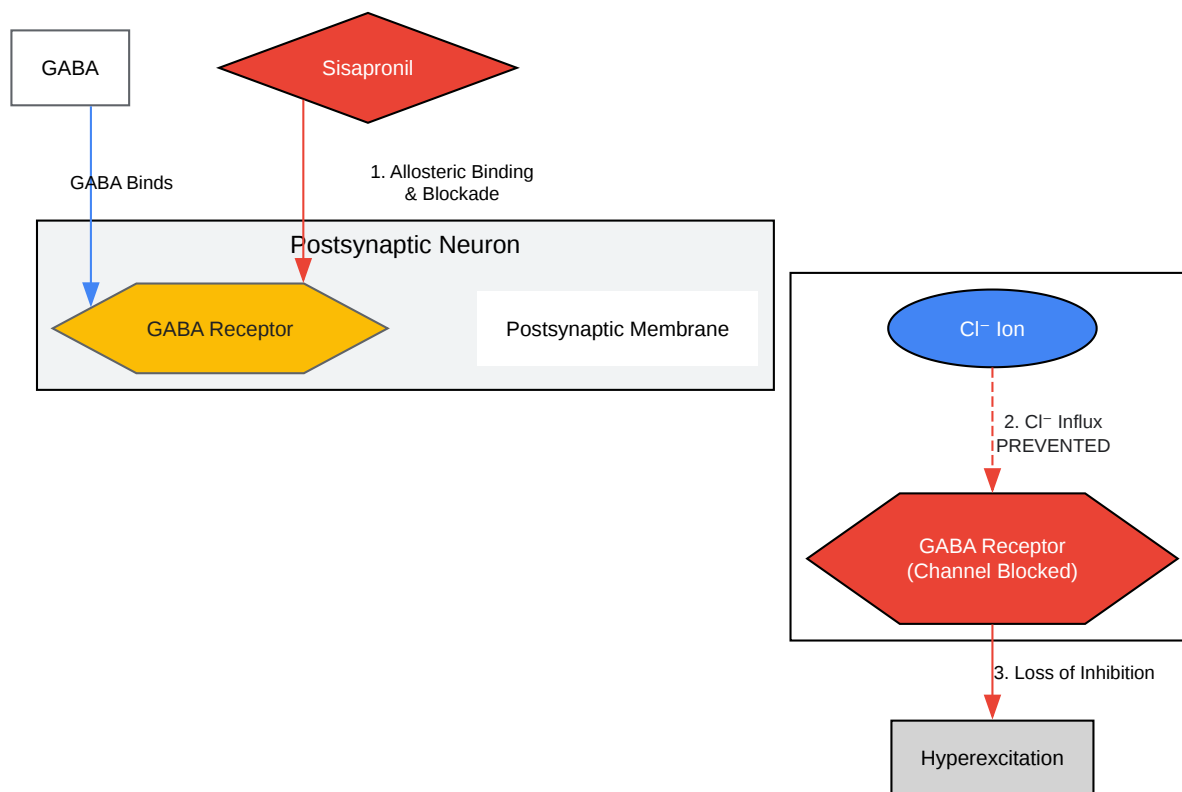 GABA
Sisapronil
GABA Binds
1. Allosteric Binding
& Blockade
Postsynaptic Neuron
GABA Receptor
Postsynaptic Membrane
Cl⁻ Ion
2. Cl⁻ Influx
PREVENTED
GABA Receptor
(Channel Blocked)
3. Loss of Inhibition
Hyperexcitation